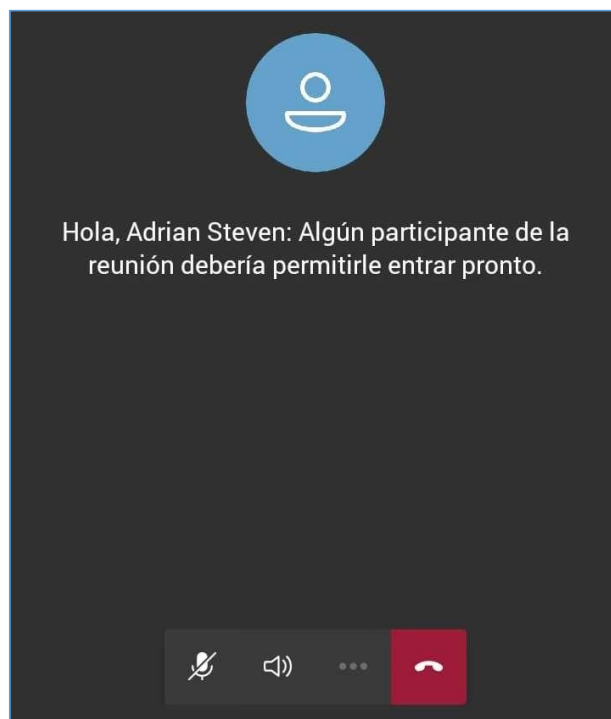 Hola, Adrian Steven: Algún participante de la
reunión debería permitirle entrar pronto.